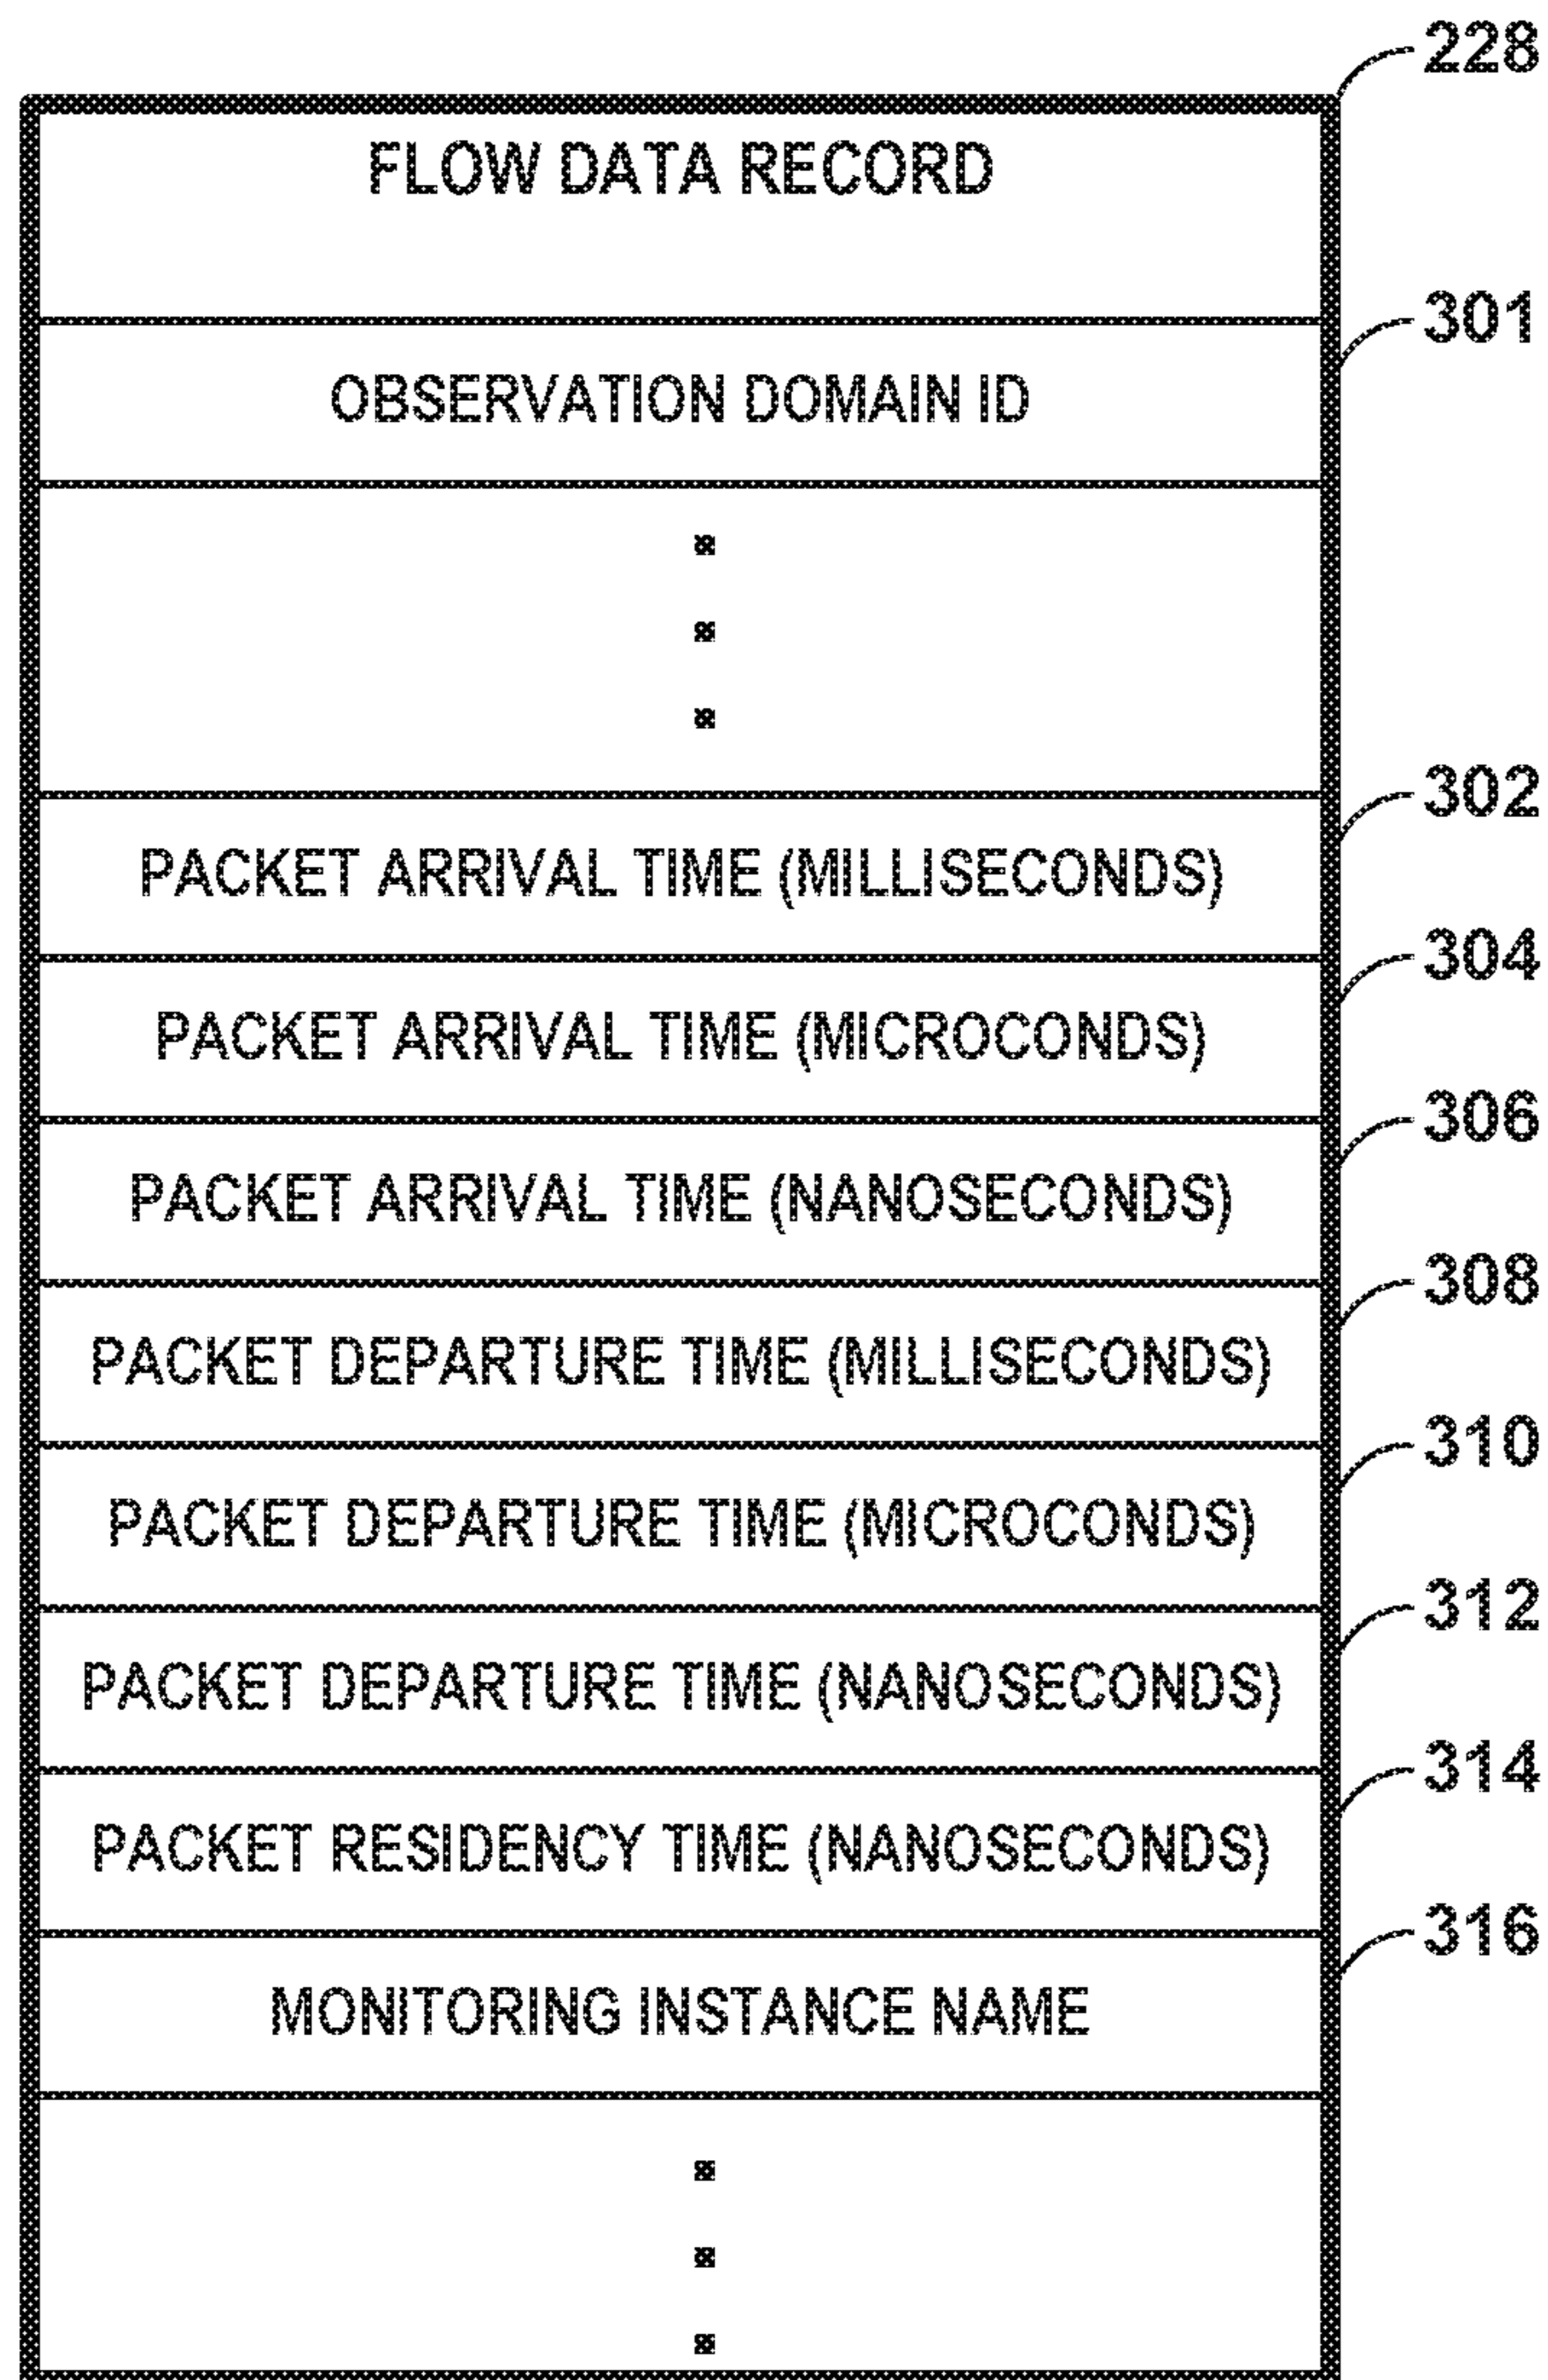 228
FLOW DATA RECORD
301
OBSERVATION DOMAIN ID
302
PACKET ARRIVAL TIME (MILLISECONDS)
304
PACKET ARRIVAL TIME (MICROCONDS)
306
PACKET ARRIVAL TIME (NANOSECONDS)
308
PACKET DEPARTURE TIME (MILLISECONDS)
310
PACKET DEPARTURE TIME (MICROCONDS)
312
PACKET DEPARTURE TIME (NANOSECONDS)
314
PACKET RESIDENCY TIME (NANOSECONDS)
316
MONITORING INSTANCE NAME